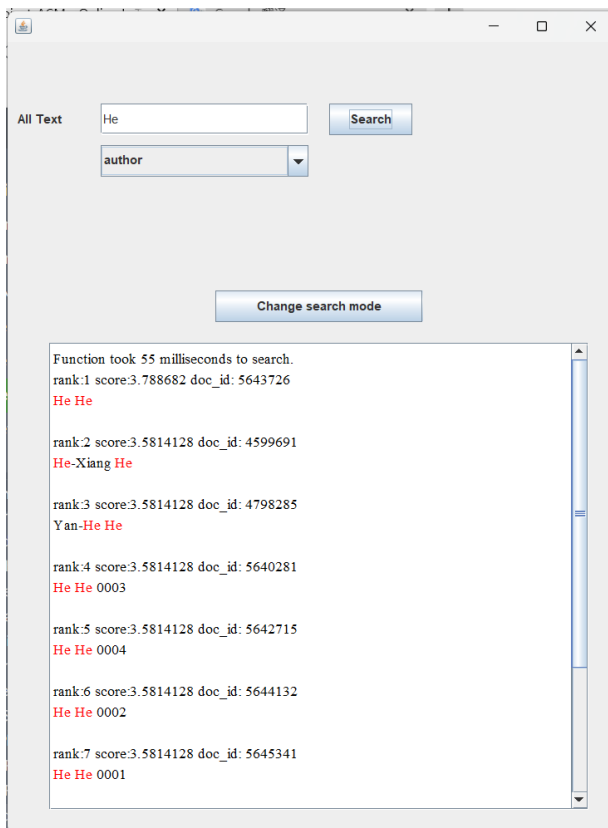 All Text
He
Search
author
Change search mode
Function took 55 milliseconds to search.
rank:1 score:3.788682 doc_id: 5643726
He He
rank:2 score:3.5814128 doc_id: 4599691
He-Xiang He
rank:3 score:3.5814128 doc_id: 4798285
Yan-He He
rank:4 score:3.5814128 doc_id: 5640281
He He 0003
rank:5 score:3.5814128 doc_id: 5642715
He He 0004
rank:6 score:3.5814128 doc_id: 5644132
He He 0002
rank:7 score:3.5814128 doc_id: 5645341
He He 0001